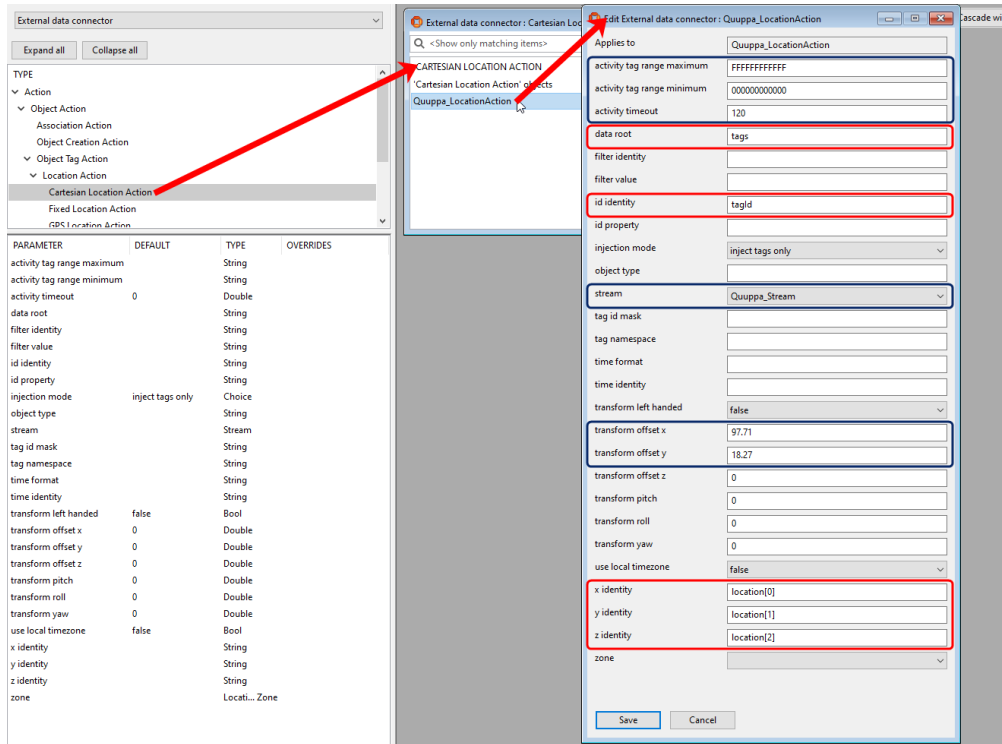 External data connector
Expand all
Collapse all
TYPE
Action
Object Action
Association Action
Object Creation Action
Object Tag Action
Location Action
Cartesian Location Action
Fixed Location Action
GPS Location Action
PARAMETER DEFAULT TYPE OVERRIDES
activity tag range maximum String
activity tag range minimum String
activity timeout 0 Double
data root String
filter identity String
filter value String
id identity String
id property String
injection mode inject tags only Choice
object type String
stream Stream
tag id mask String
tag namespace String
time format String
time identity String
transform left handed false Bool
transform offset x 0 Double
transform offset y 0 Double
transform offset z 0 Double
transform pitch 0 Double
transform roll 0 Double
transform yaw 0 Double
use local timezone false Bool
x identity String
y identity String
z identity String
zone Locati... Zone
External data connector : Cartesian Loc
<Show only matching items>
CARTESIAN LOCATION ACTION
'Cartesian Location Action' objects
Quuppa_LocationAction
Edit External data connector : Quuppa_LocationAction
Applies to Quuppa_LocationAction
activity tag range maximum FFFFFFFFFFFF
activity tag range minimum 000000000000
activity timeout 120
data root tags
filter identity
filter value
id identity tagId
id property
injection mode inject tags only
object type
stream Quuppa_Stream
tag id mask
tag namespace
time format
time identity
transform left handed false
transform offset x 97.71
transform offset y 18.27
transform offset z 0
transform pitch 0
transform roll 0
transform yaw 0
use local timezone false
x identity location[0]
y identity location[1]
z identity location[2]
zone
Save Cancel
Cascade wi